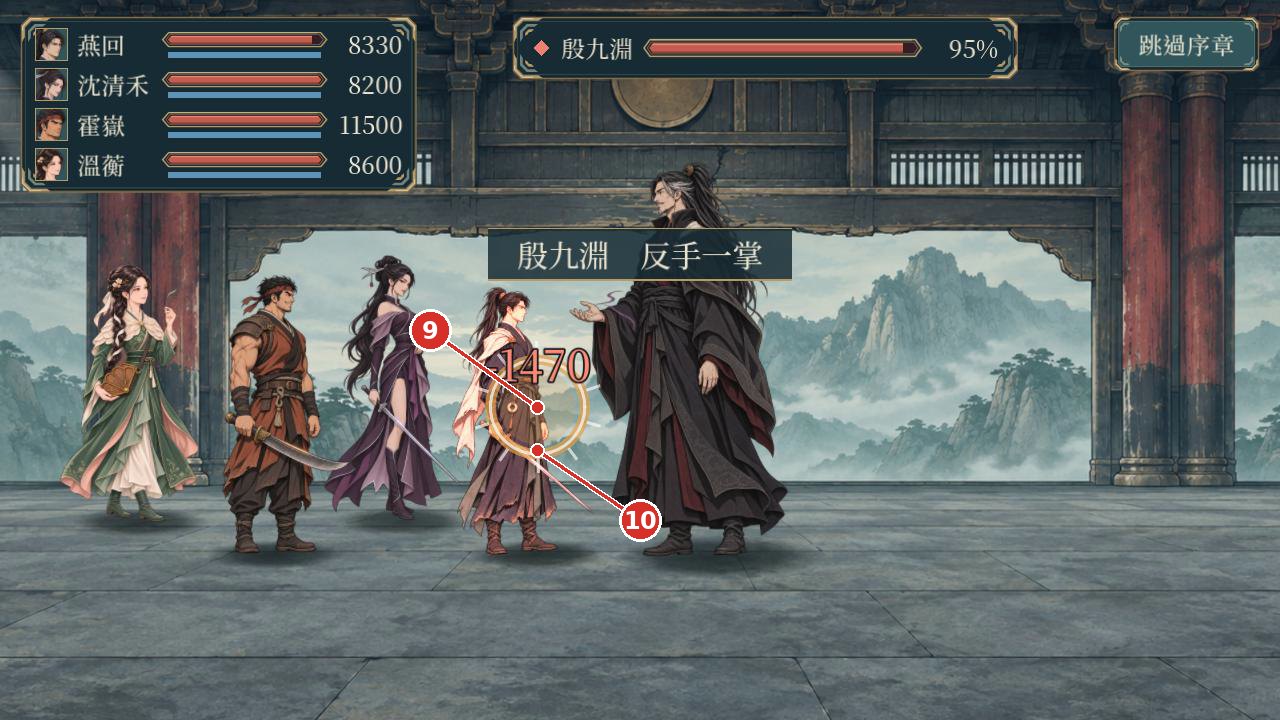 燕回 8330
沈清禾 8200
霍嶽 11500
溫蘅 8600
殷九淵 95%
跳過序章
殷九淵 反手一掌
9
-1470
10